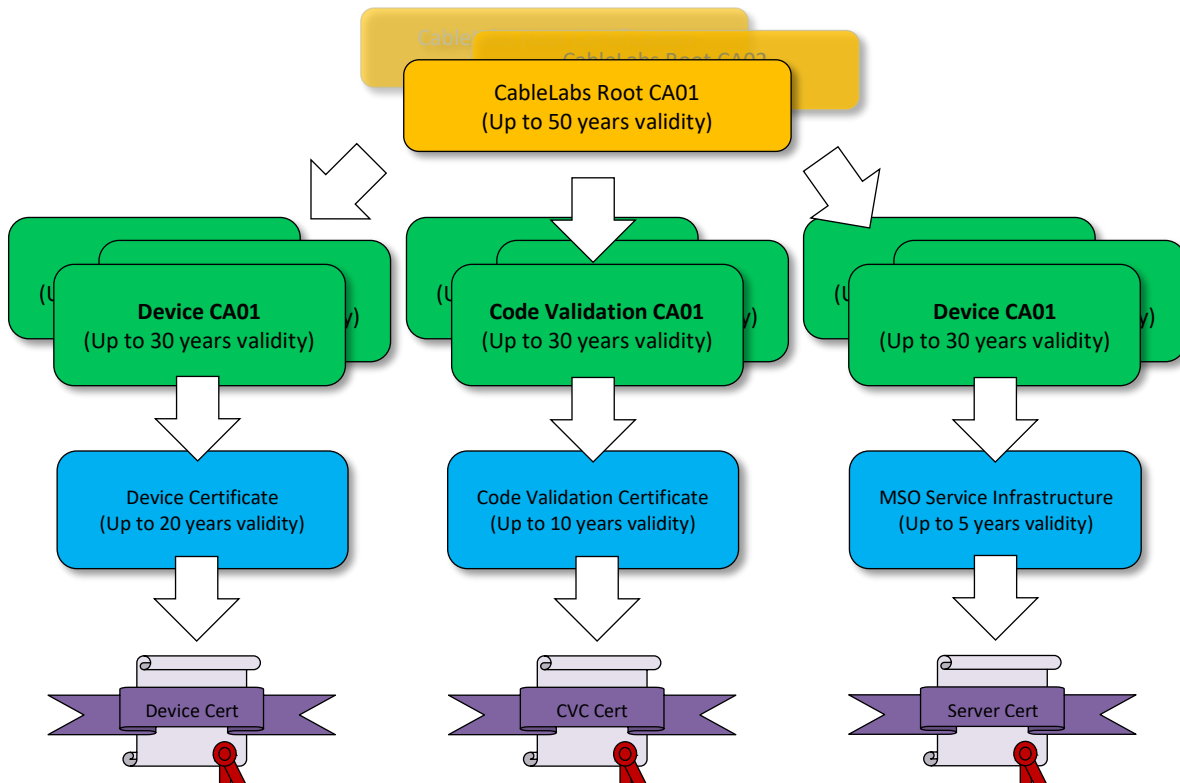 CableLabs Root CA02
CableLabs Root CA01
(Up to 50 years validity)
Device CA01
(Up to 30 years validity)
Code Validation CA01
(Up to 30 years validity)
Device CA01
(Up to 30 years validity)
Device Certificate
(Up to 20 years validity)
Code Validation Certificate
(Up to 10 years validity)
MSO Service Infrastructure
(Up to 5 years validity)
Device Cert
CVC Cert
Server Cert